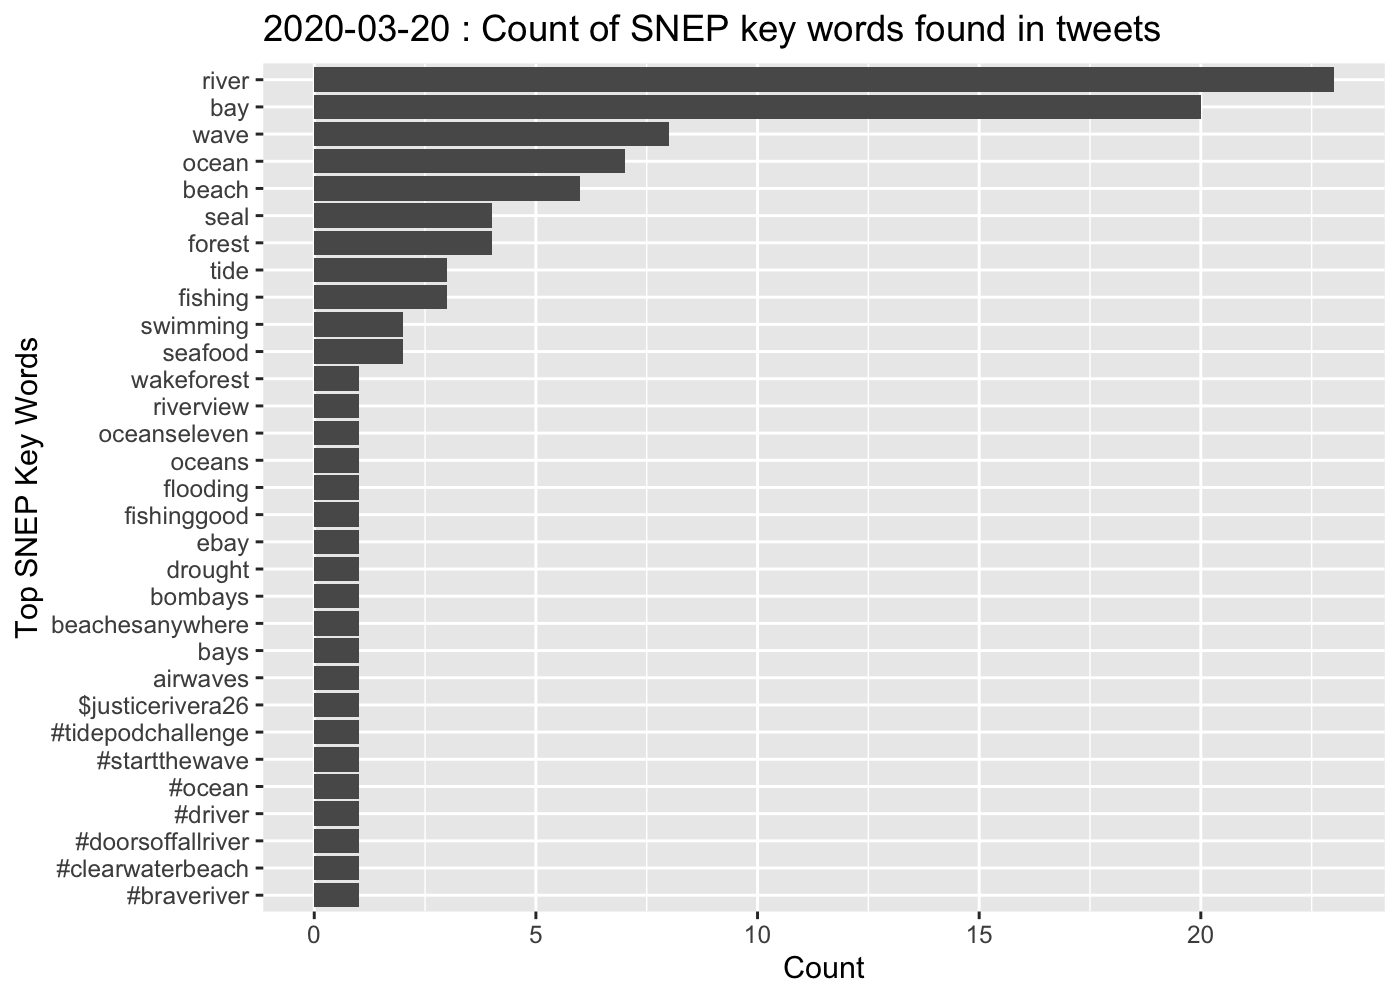 2020-03-20 : Count of SNEP key words found in tweets
Top SNEP Key Words
river
bay
wave
ocean
beach
seal
forest
tide
fishing
swimming
seafood
wakeforest
riverview
oceanseleven
oceans
flooding
fishinggood
ebay
drought
bombays
beachesanywhere
bays
airwaves
$justicerivera26
#tidepodchallenge
#startthewave
#ocean
#driver
#doorsoffallriver
#clearwaterbeach
#braveriver
0 5 10 15 20
Count